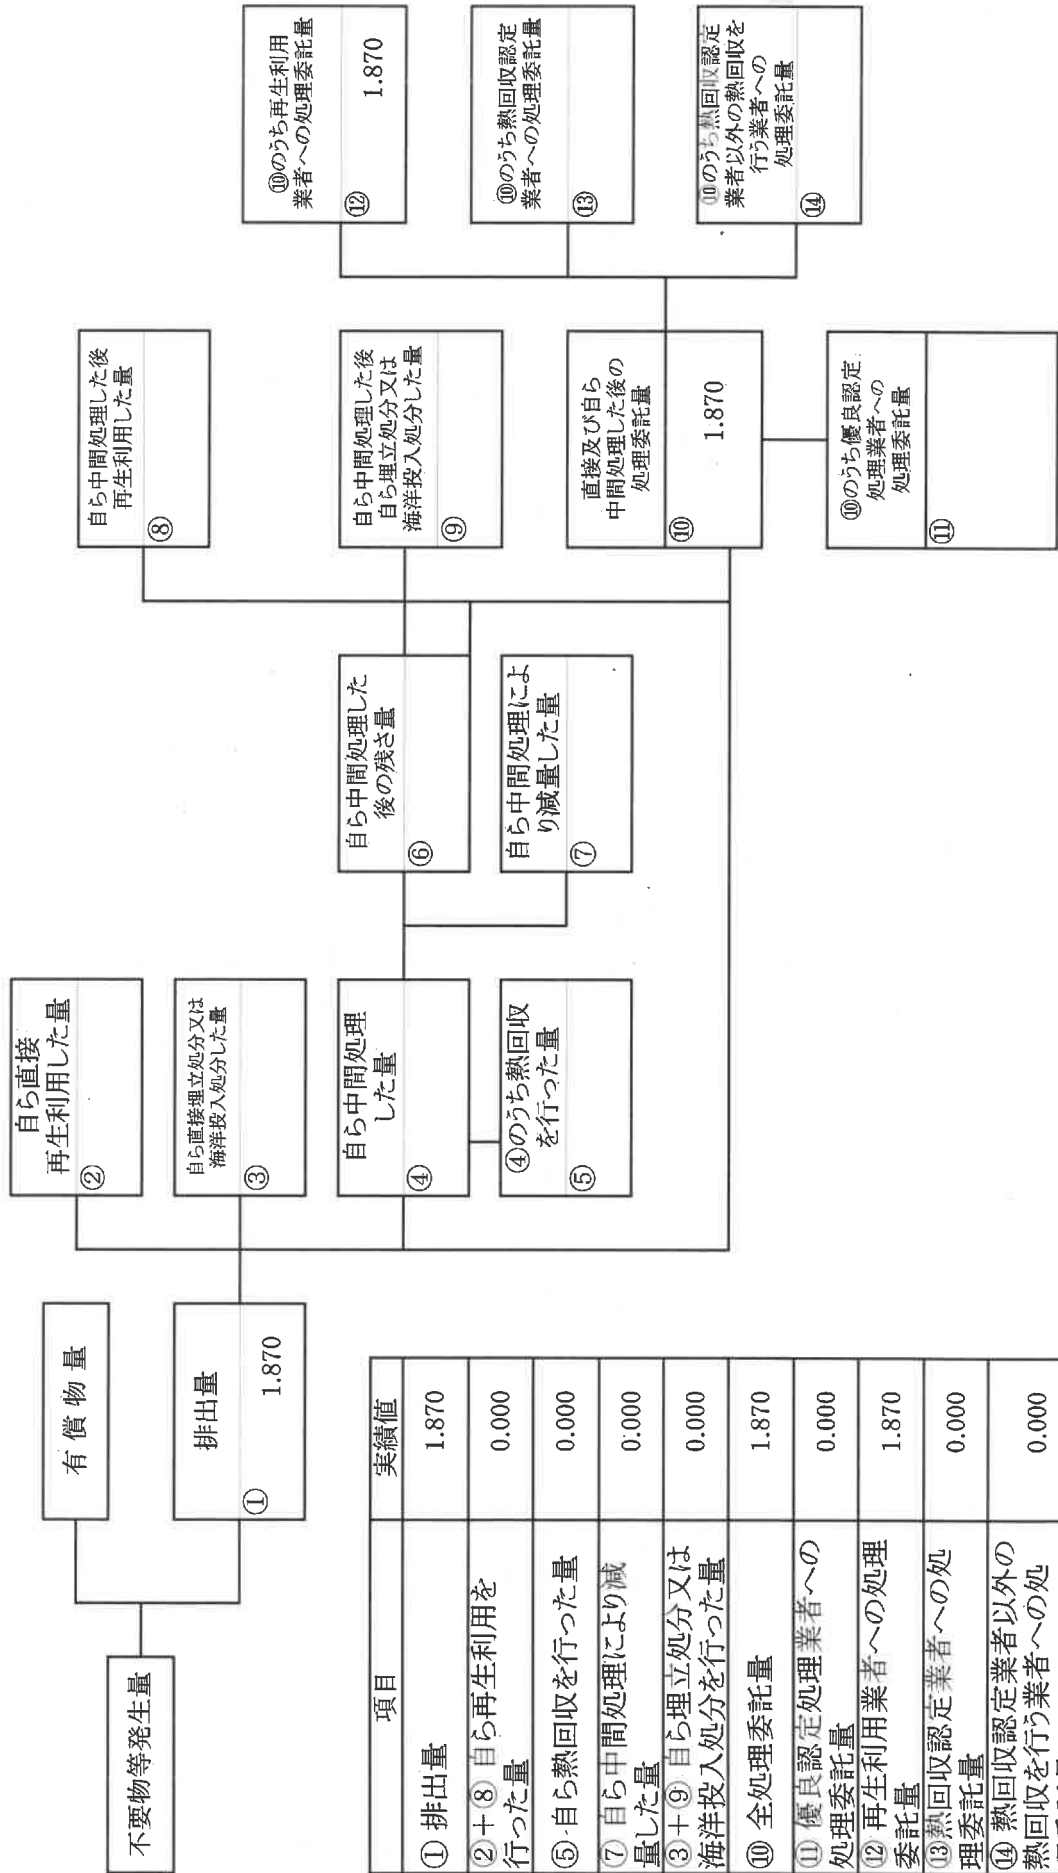 不要物等発生量
有償物量
排出量
①
1.870
自ら直接
再生利用した量
②
自ら直接埋立処分又は
海洋投入処分した量
③
自ら中間処理
した量
④
④のうち熱回収
を行った量
⑤
自ら中間処理した
後の残さ量
⑥
自ら中間処理によ
り減量した量
⑦
自ら中間処理した後
再生利用した量
⑧
自ら中間処理した後
自ら埋立処分又は
海洋投入処分した量
⑨
直接及び自ら
中間処理した後の
処理委託量
⑩
1.870
⑩のうち優良認定
処理業者への
処理委託量
⑪
⑩のうち再生利用
業者への処理委託量
⑫
1.870
⑩のうち熱回収認定
業者への処理委託量
⑬
⑩のうち熱回収認定
業者以外の熱回収を
行う業者への
処理委託量
⑭
項目 実績値
①排出量 1.870
②+⑧ 自ら再生利用を
行った量 0.000
⑤自ら熱回収を行った量 0.000
⑦自ら中間処理により減
量した量 0.000
③+⑨自ら埋立処分又は
海洋投入処分を行った量 0.000
⑩全処理委託量 1.870
⑪優良認定処理業者への
処理委託量 0.000
⑫再生利用業者への処理
委託量 1.870
⑬熱回収認定業者への処
理委託量 0.000
⑭熱回収認定業者以外の
熱回収を行う業者への処 0.000